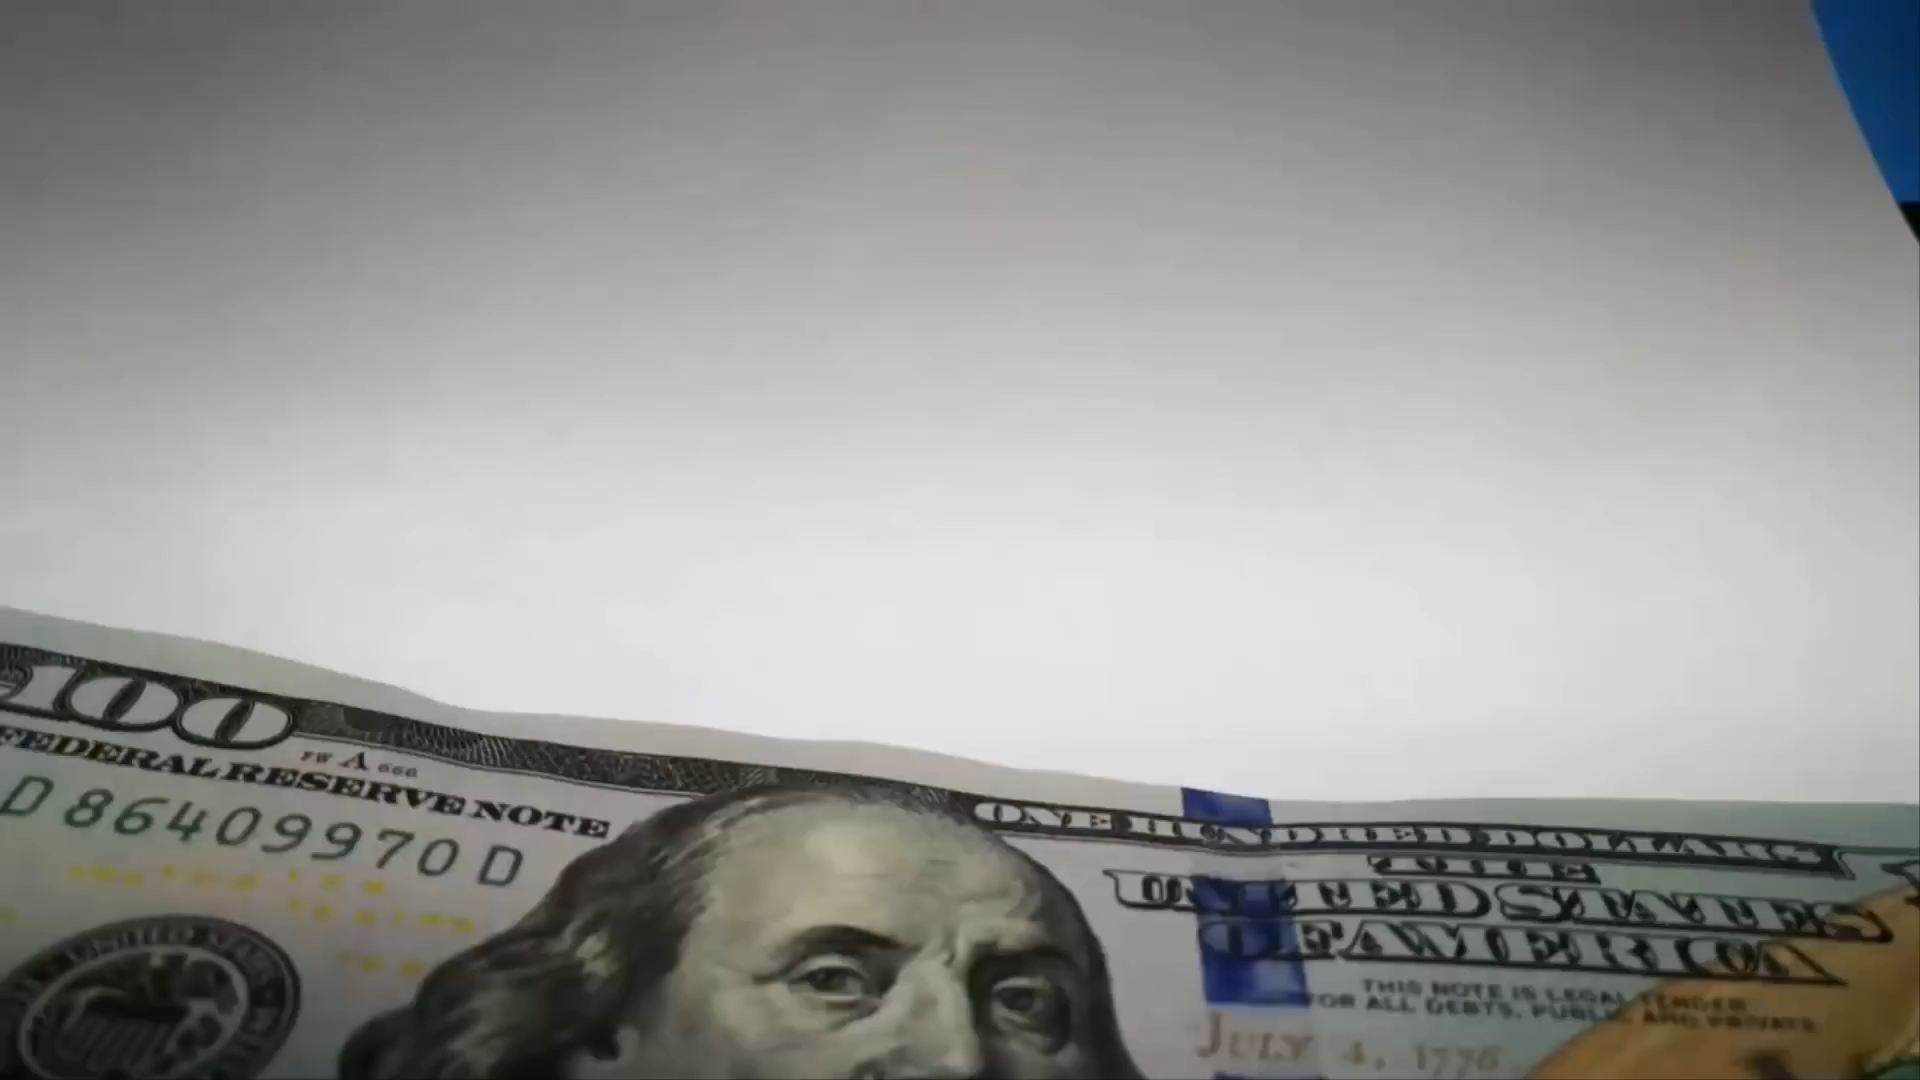 100
FEDERAL RESERVE NOTE
FW A 666
D 86409970 D
ONE HUNDRED DOLLARS
THE
UNITED STATES
OF AMERICA
THIS NOTE IS LEGAL TENDER
FOR ALL DEBTS, PUBLIC AND PRIVATE
JULY 4, 1776